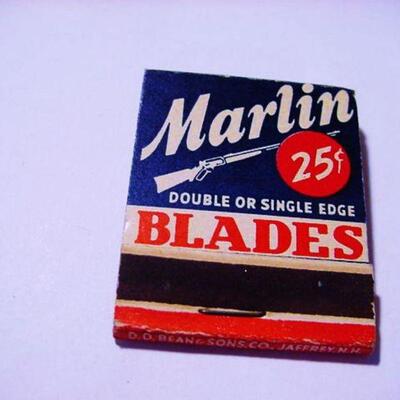 Marlin
25¢
DOUBLE OR SINGLE EDGE
BLADES
D.D. BEAN & SONS. CO., JAFFREY, N.H.